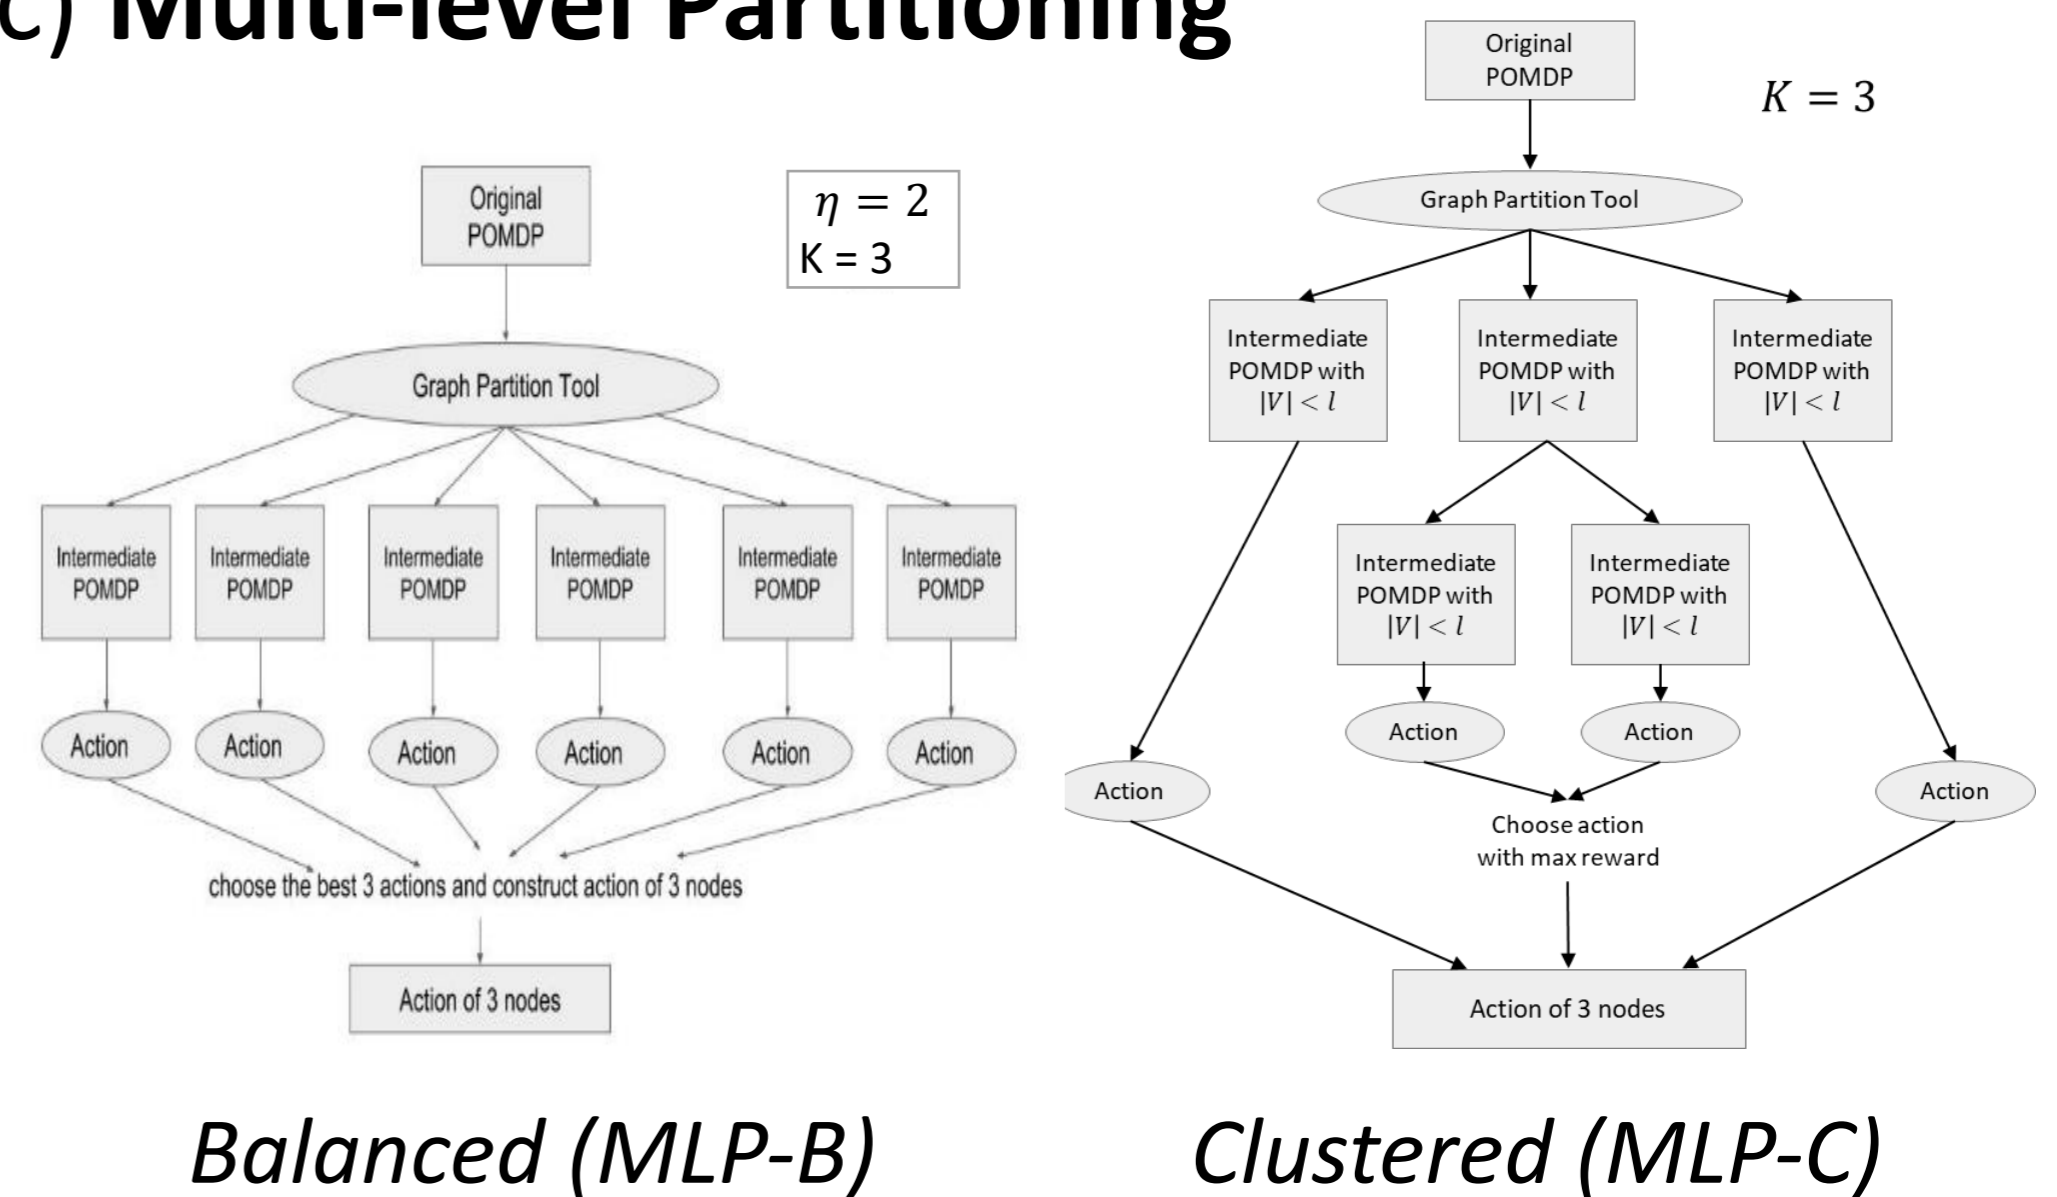 c) Multi-level Partitioning
Original
POMDP
η = 2
K = 3
Graph Partition Tool
Intermediate
POMDP
Intermediate
POMDP
Intermediate
POMDP
Intermediate
POMDP
Intermediate
POMDP
Intermediate
POMDP
Action
Action
Action
Action
Action
Action
choose the best 3 actions and construct action of 3 nodes
Action of 3 nodes
Balanced (MLP-B)
Original
POMDP
K = 3
Graph Partition Tool
Intermediate
POMDP with
|V| < l
Intermediate
POMDP with
|V| < l
Intermediate
POMDP with
|V| < l
Intermediate
POMDP with
|V| < l
Intermediate
POMDP with
|V| < l
Action
Action
Action
Action
Choose action
with max reward
Action of 3 nodes
Clustered (MLP-C)